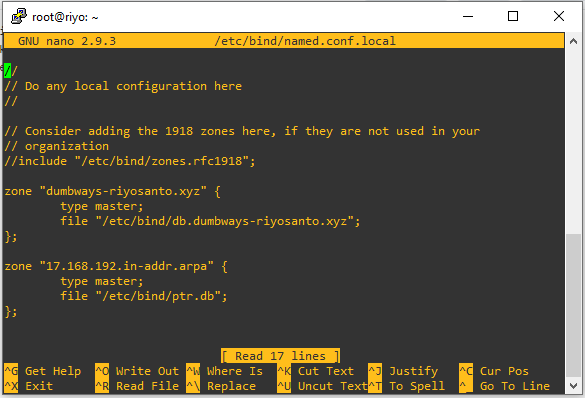 root@riyo: ~
GNU nano 2.9.3 /etc/bind/named.conf.local
//
// Do any local configuration here
//
// Consider adding the 1918 zones here, if they are not used in your
// organization
//include "/etc/bind/zones.rfc1918";
zone "dumbways-riyosanto.xyz" {
type master;
file "/etc/bind/db.dumbways-riyosanto.xyz";
};
zone "17.168.192.in-addr.arpa" {
type master;
file "/etc/bind/ptr.db";
};
[ Read 17 lines ]
^G Get Help ^O Write Out ^W Where Is ^K Cut Text ^J Justify ^C Cur Pos
^X Exit ^R Read File ^\ Replace ^U Uncut Text ^T To Spell ^_ Go To Line